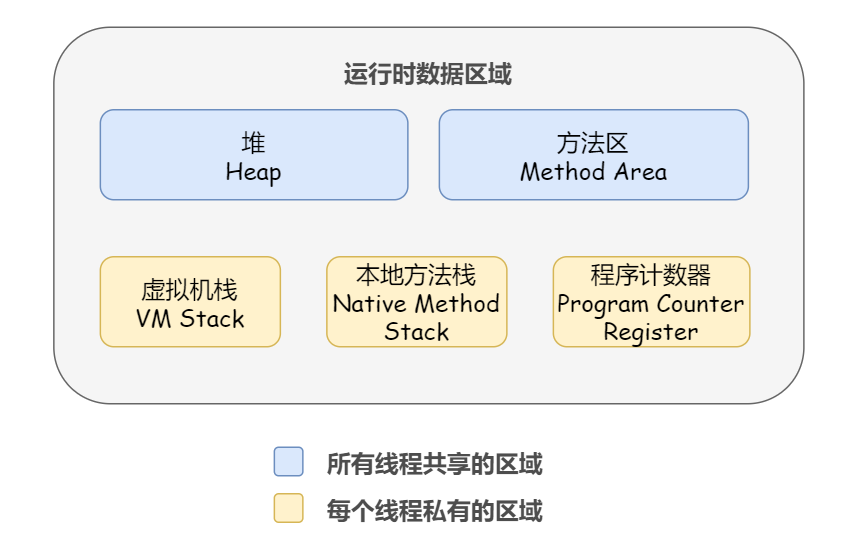 运行时数据区域
堆
Heap
方法区
Method Area
虚拟机栈
VM Stack
本地方法栈
Native Method
Stack
程序计数器
Program Counter
Register
所有线程共享的区域
每个线程私有的区域